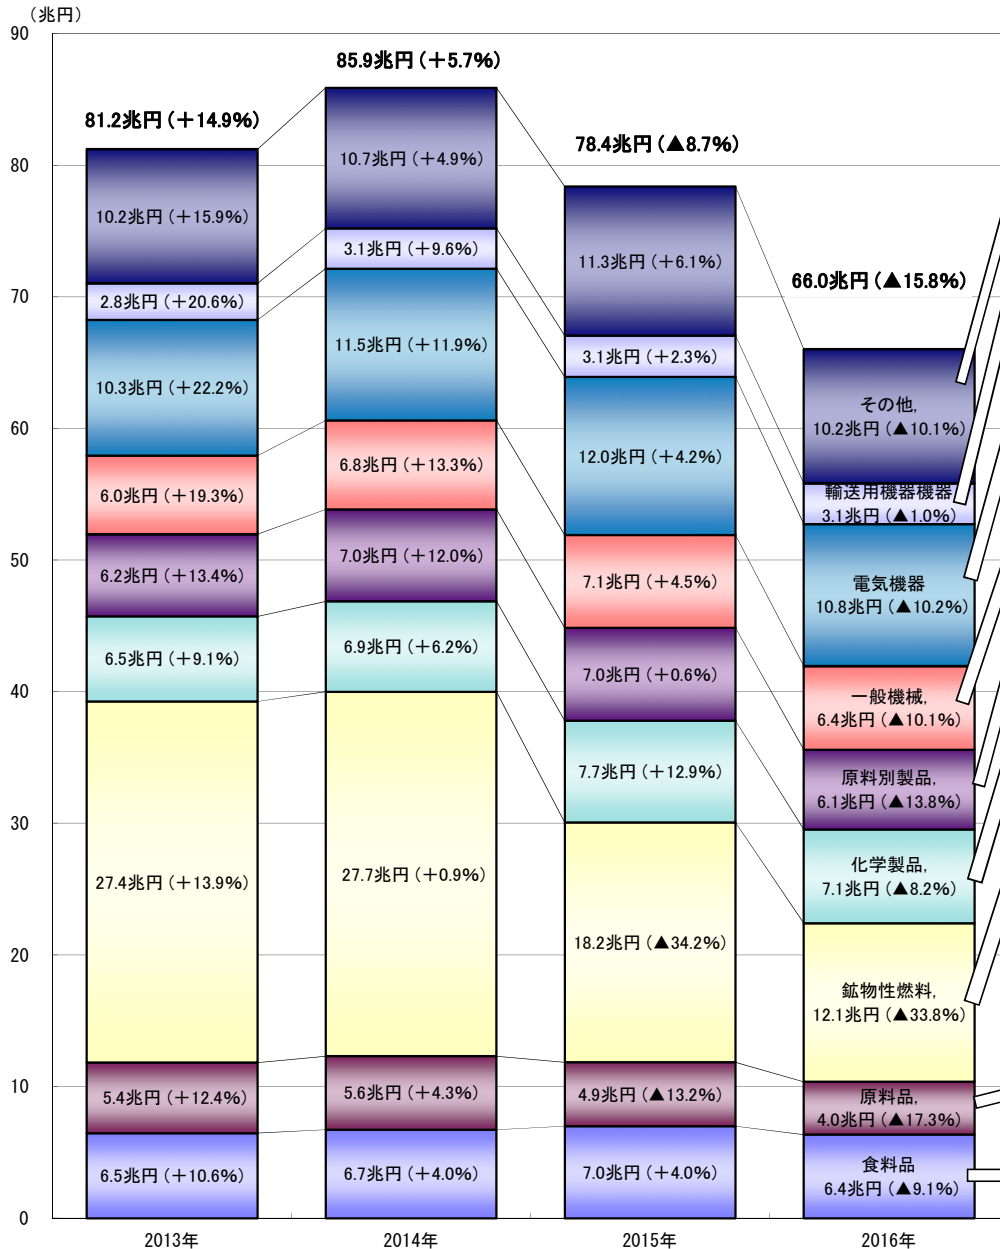 （兆円）
90
80
70
60
50
40
30
20
10
0
81.2兆円（＋14.9%）
10.2兆円（＋15.9%）
2.8兆円（＋20.6%）
10.3兆円（＋22.2%）
6.0兆円（＋19.3%）
6.2兆円（＋13.4%）
6.5兆円（＋9.1%）
27.4兆円（＋13.9%）
5.4兆円（＋12.4%）
6.5兆円（＋10.6%）
2013年
85.9兆円（＋5.7%）
10.7兆円（＋4.9%）
3.1兆円（＋9.6%）
11.5兆円（＋11.9%）
6.8兆円（＋13.3%）
7.0兆円（＋12.0%）
6.9兆円（＋6.2%）
27.7兆円（＋0.9%）
5.6兆円（＋4.3%）
6.7兆円（＋4.0%）
2014年
78.4兆円（▲8.7%）
11.3兆円（＋6.1%）
3.1兆円（＋2.3%）
12.0兆円（＋4.2%）
7.1兆円（＋4.5%）
7.0兆円（＋0.6%）
7.7兆円（＋12.9%）
18.2兆円（▲34.2%）
4.9兆円（▲13.2%）
7.0兆円（＋4.0%）
2015年
66.0兆円（▲15.8%）
その他,
10.2兆円（▲10.1%）
輸送用機器機器
3.1兆円（▲1.0%）
電気機器
10.8兆円（▲10.2%）
一般機械,
6.4兆円（▲10.1%）
原料別製品,
6.1兆円（▲13.8%）
化学製品,
7.1兆円（▲8.2%）
鉱物性燃料,
12.1兆円（▲33.8%）
原料品,
4.0兆円（▲17.3%）
食料品
6.4兆円（▲9.1%）
2016年